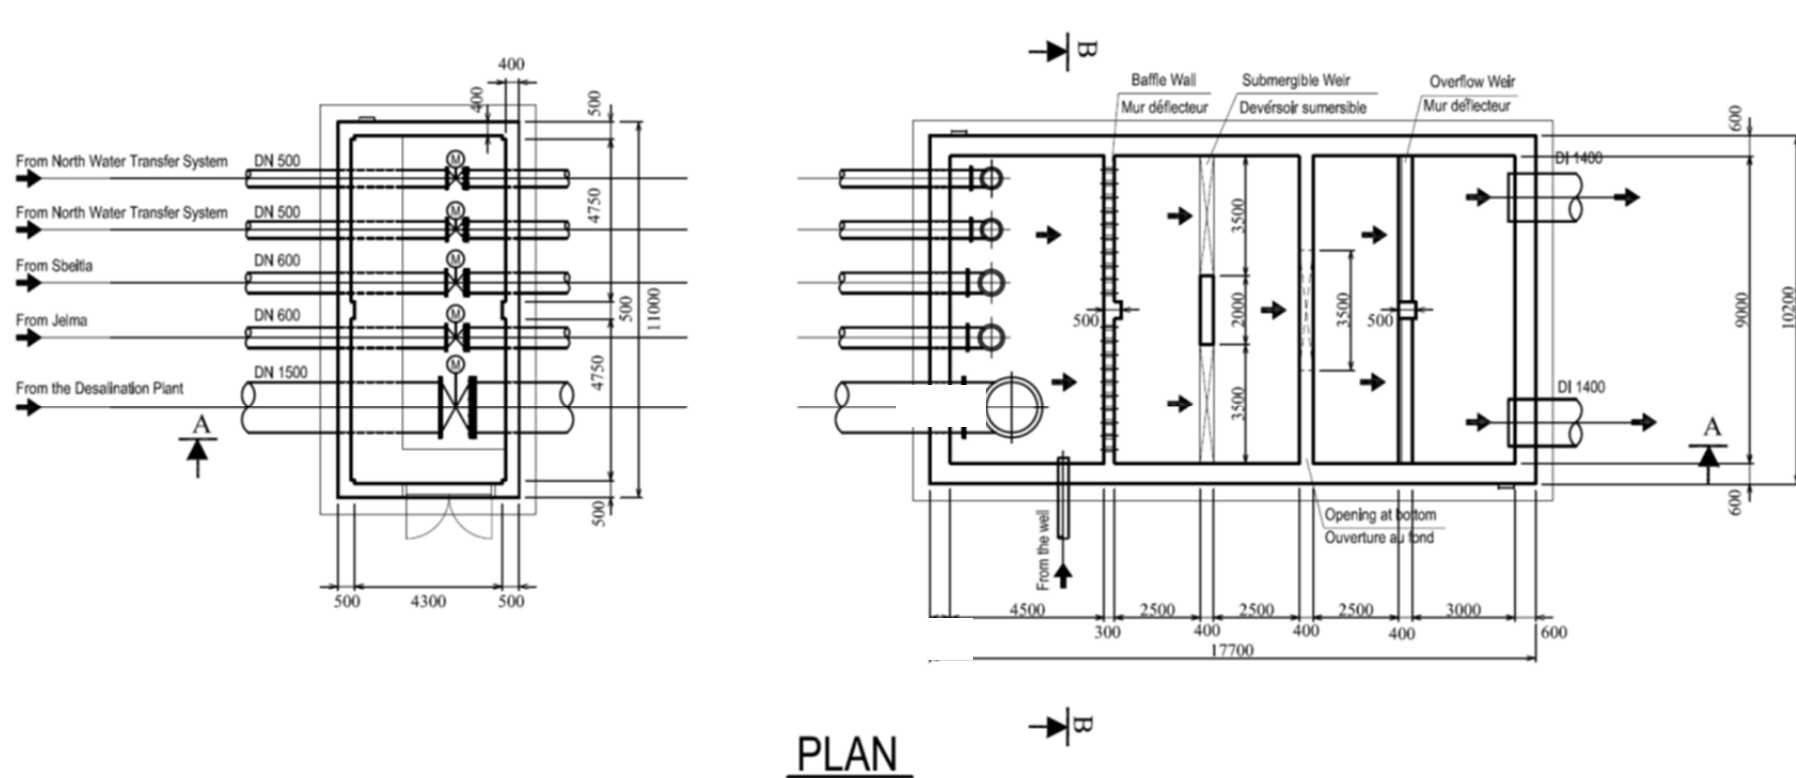 400
400
500
From North Water Transfer System
DN 500
M
From North Water Transfer System
DN 500
M
4750
From Sbeitla
DN 600
M
500
11000
From Jelma
DN 600
M
4750
From the Desalination Plant
DN 1500
M
A
500
500
4300
500
B
Baffle Wall
Mur déflecteur
Submergible Weir
Devérsoir sumersible
Overflow Weir
Mur déflecteur
600
DI 1400
3500
500
2000
3500
500
9000
10200
3500
DI 1400
A
600
Opening at bottom
Ouverture au fond
From the well
4500
2500
2500
2500
3000
300
400
400
400
600
17700
B
PLAN